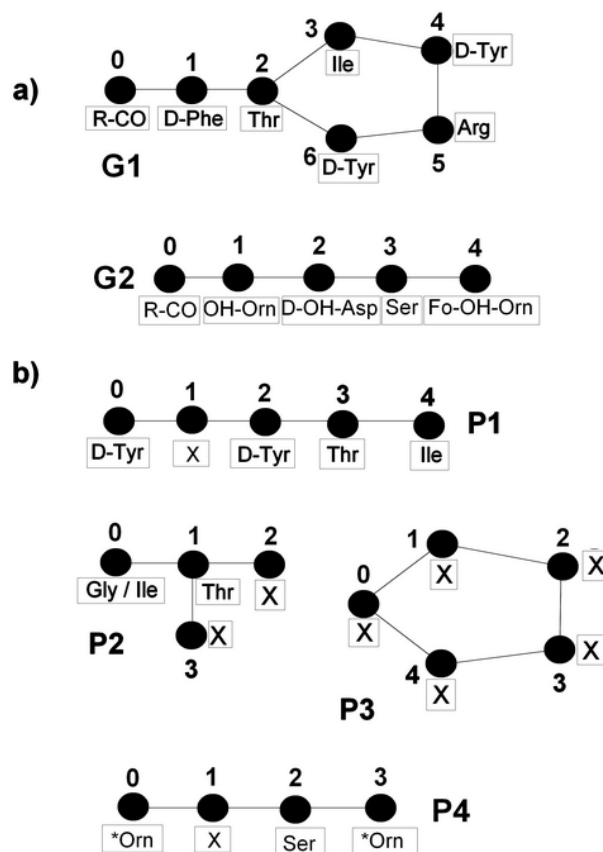 a)
0 1 2 3 4
R-CO D-Phe Thr Ile D-Tyr
G1
6 D-Tyr Arg
5
0 1 2 3 4
G2
R-CO OH-Orn D-OH-Asp Ser Fo-OH-Orn
b)
0 1 2 3 4
P1
D-Tyr X D-Tyr Thr Ile
0 1 2
Gly / Ile Thr X
X
P2 3
1 2
X X
0
X
4 X 3 X
P3
0 1 2 3
P4
*Orn X Ser *Orn